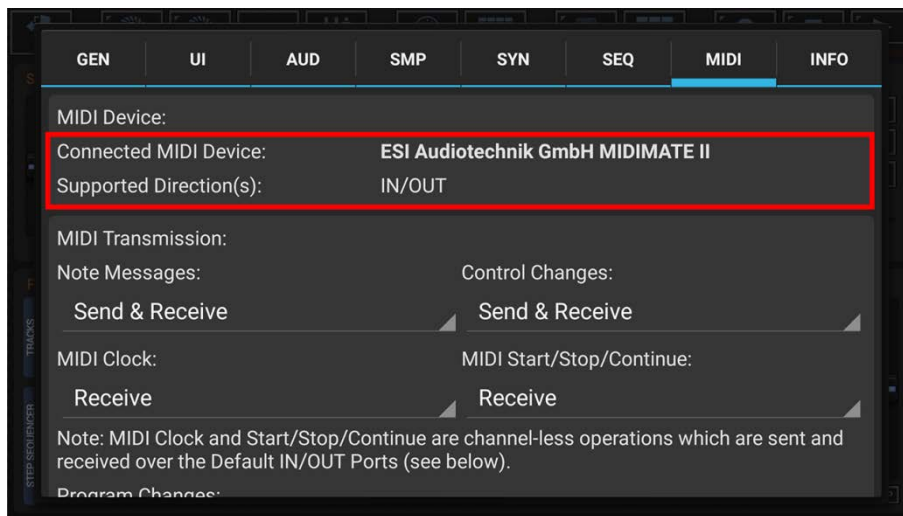 GEN UI AUD SMP SYN SEQ MIDI INFO
MIDI Device:
Connected MIDI Device: ESI Audiotechnik GmbH MIDIMATE II
Supported Direction(s): IN/OUT
MIDI Transmission:
Note Messages: Control Changes:
Send & Receive Send & Receive
MIDI Clock: MIDI Start/Stop/Continue:
Receive Receive
Note: MIDI Clock and Start/Stop/Continue are channel-less operations which are sent and
received over the Default IN/OUT Ports (see below).
Program Changes:
TRACKS
STEP SEQUENCER